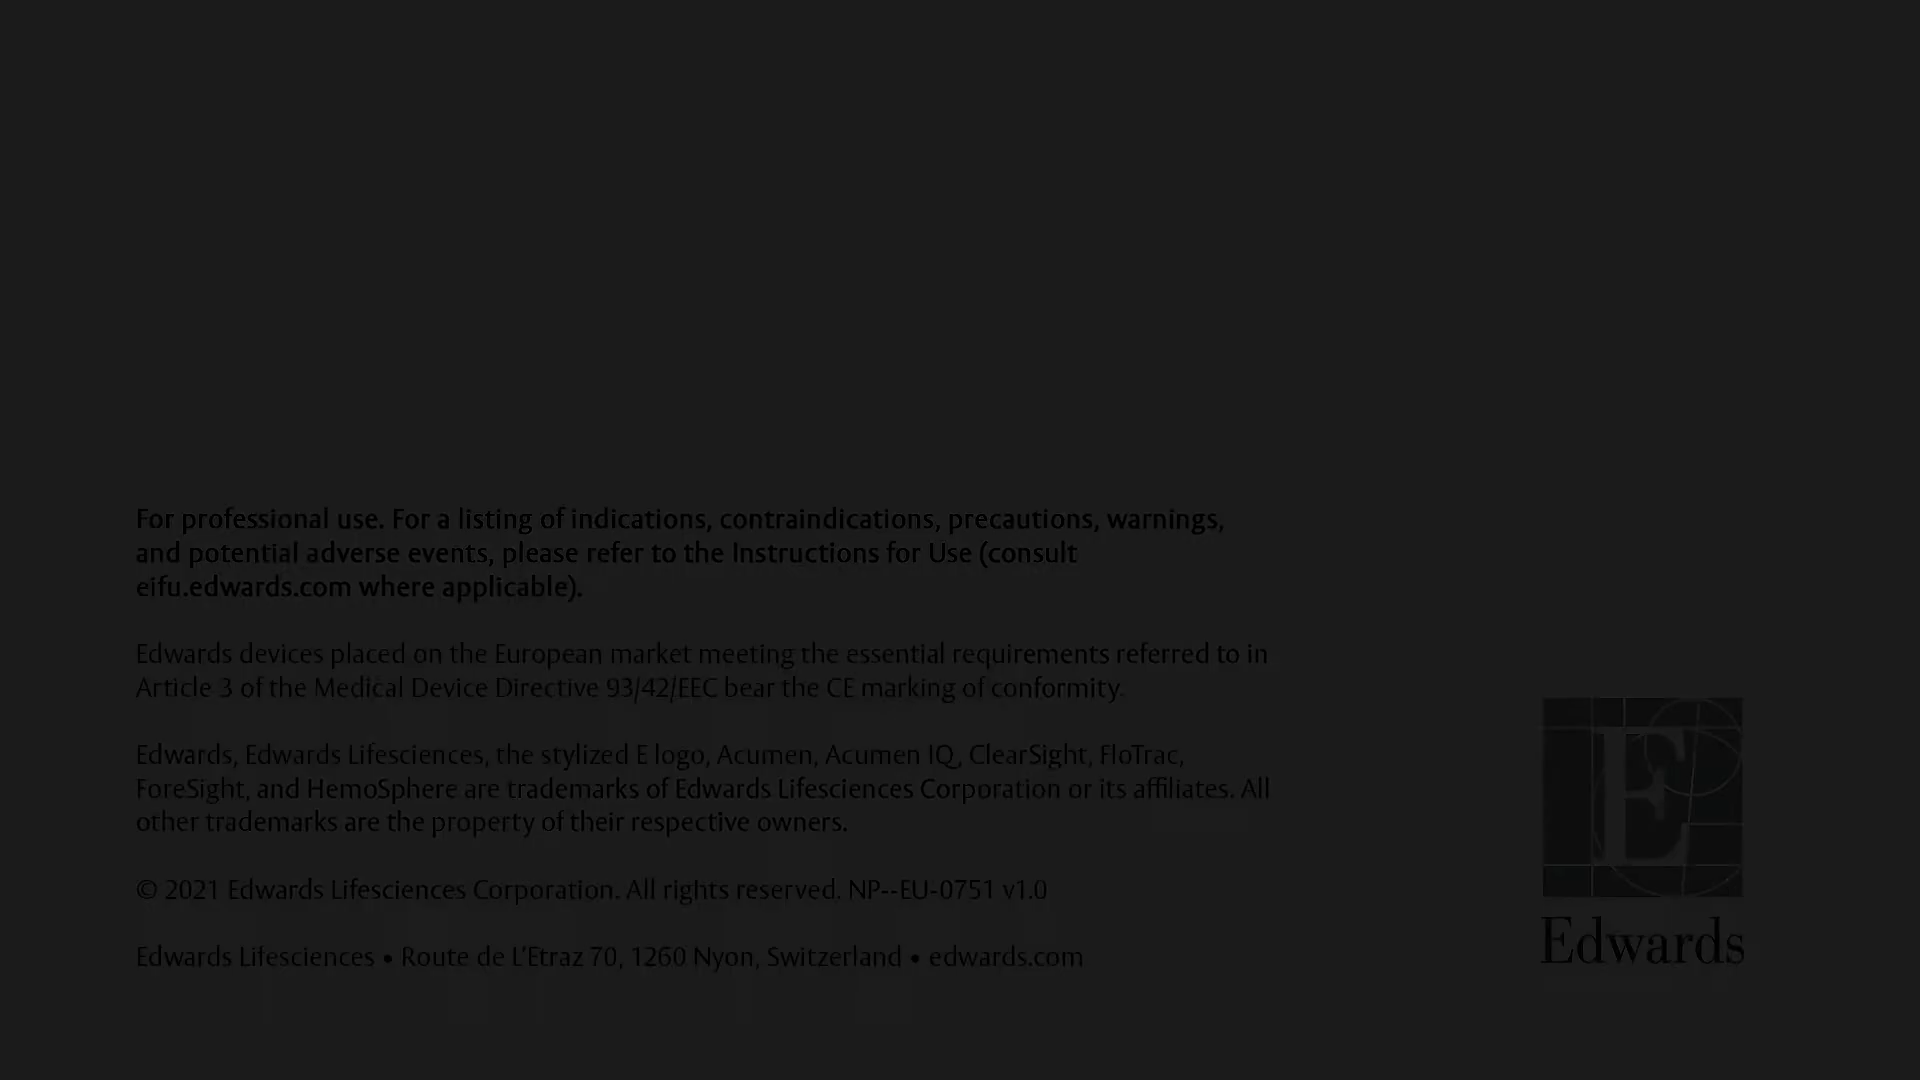 For professional use. For a listing of indications, contraindications, precautions, warnings,
and potential adverse events, please refer to the Instructions for Use (consult
eifu.edwards.com where applicable).
Edwards devices placed on the European market meeting the essential requirements referred to in
Article 3 of the Medical Device Directive 93/42/EEC bear the CE marking of conformity.
Edwards, Edwards Lifesciences, the stylized E logo, Acumen, Acumen IQ, ClearSight, FloTrac,
ForeSight, and HemoSphere are trademarks of Edwards Lifesciences Corporation or its affiliates. All
other trademarks are the property of their respective owners.
© 2021 Edwards Lifesciences Corporation. All rights reserved. NP--EU-0751 v1.0
Edwards Lifesciences • Route de L’Etraz 70, 1260 Nyon, Switzerland • edwards.com
E
Edwards